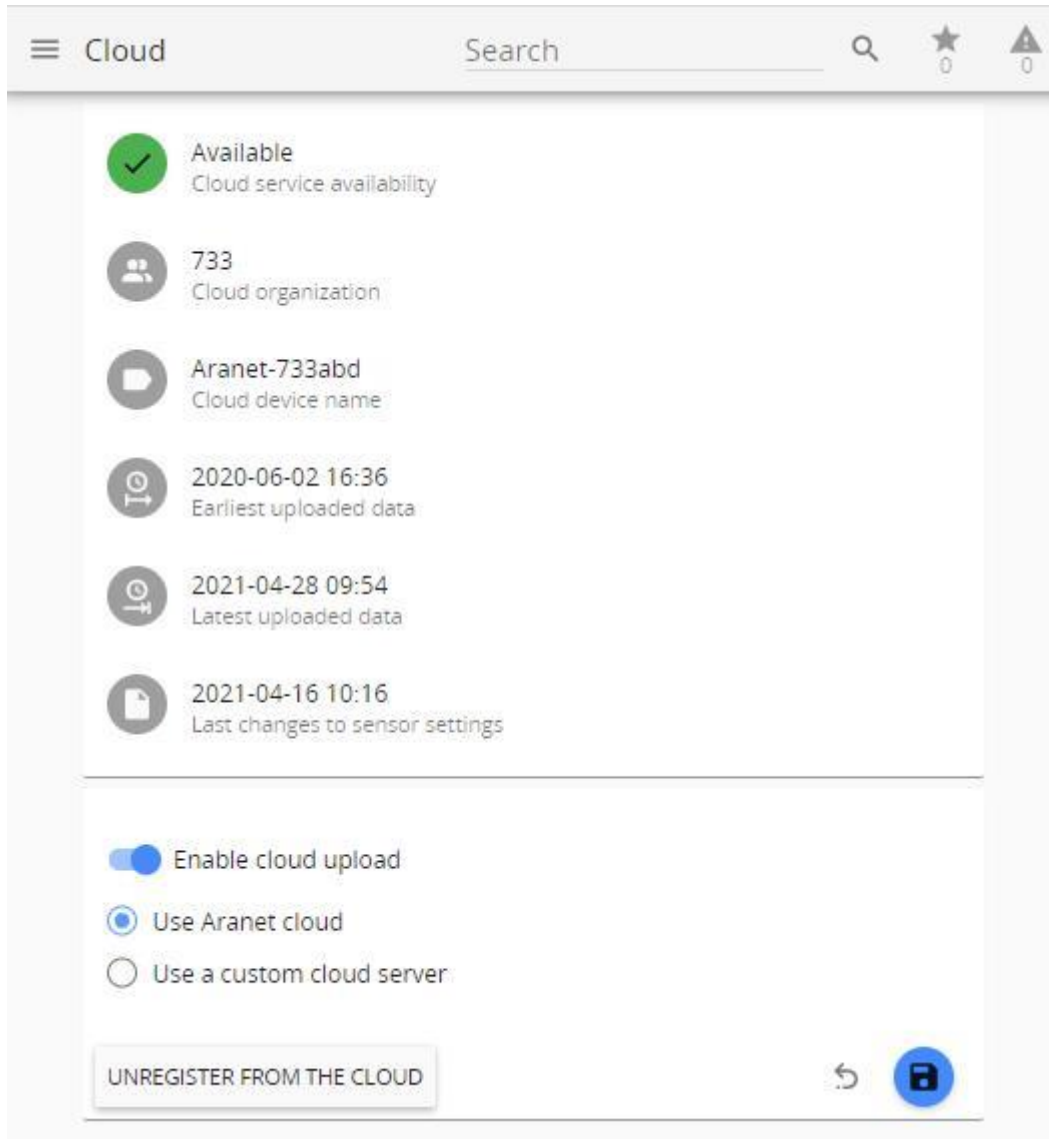 Cloud
Search
0
0
Available
Cloud service availability
733
Cloud organization
Aranet-733abd
Cloud device name
2020-06-02 16:36
Earliest uploaded data
2021-04-28 09:54
Latest uploaded data
2021-04-16 10:16
Last changes to sensor settings
Enable cloud upload
Use Aranet cloud
Use a custom cloud server
UNREGISTER FROM THE CLOUD